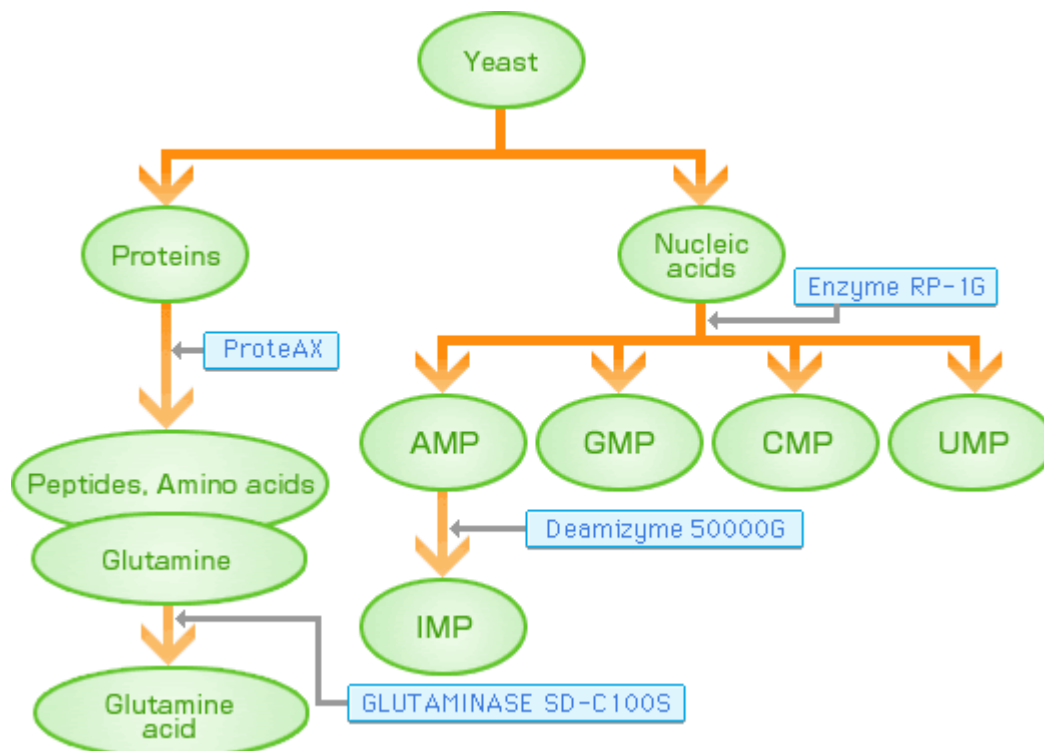 Yeast
Proteins
Nucleic
acids
Enzyme RP-1G
ProteAX
AMP
GMP
CMP
UMP
Peptides, Amino acids
Deamizyme 50000G
Glutamine
IMP
GLUTAMINASE SD-C100S
Glutamine
acid